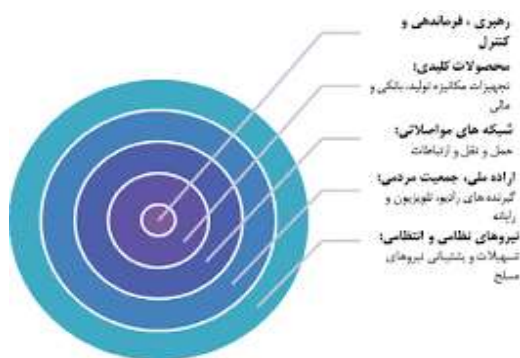 رهبری ، فرماندهی و
کنترل
محصولات کلیدی:
تجهیزات مکانیزه تولید، بانکی و
مالی
شبکه های مواصلاتی:
حمل و نقل و ارتباطات
اراده ملی، جمعیت مردمی:
گیرنده های رادیو، تلویزیون و
رایانه
نیروهای نظامی و انتظامی:
تسهیلات و پشتیبانی نیروهای
مسلح